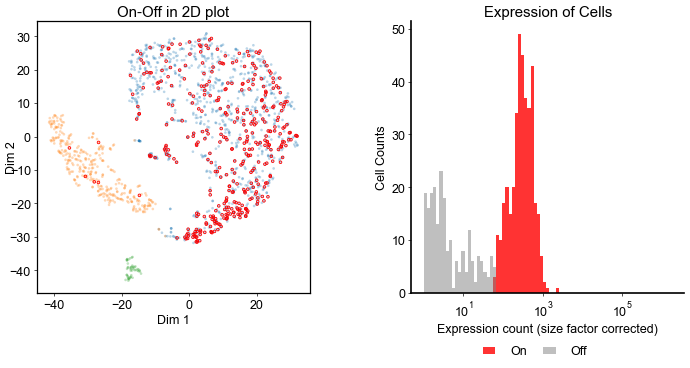 On-Off in 2D plot
Dim 2
30
20
10
0
−10
−20
−30
−40
−40
−20
0
20
Dim 1
Expression of Cells
Cell Counts
50
40
30
20
10
0
10^1
10^3
10^5
Expression count (size factor corrected)
On
Off